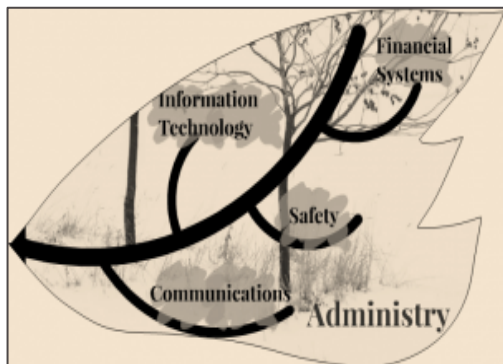 Financial
Systems
Information
Technology
Safety
Communications
Administry